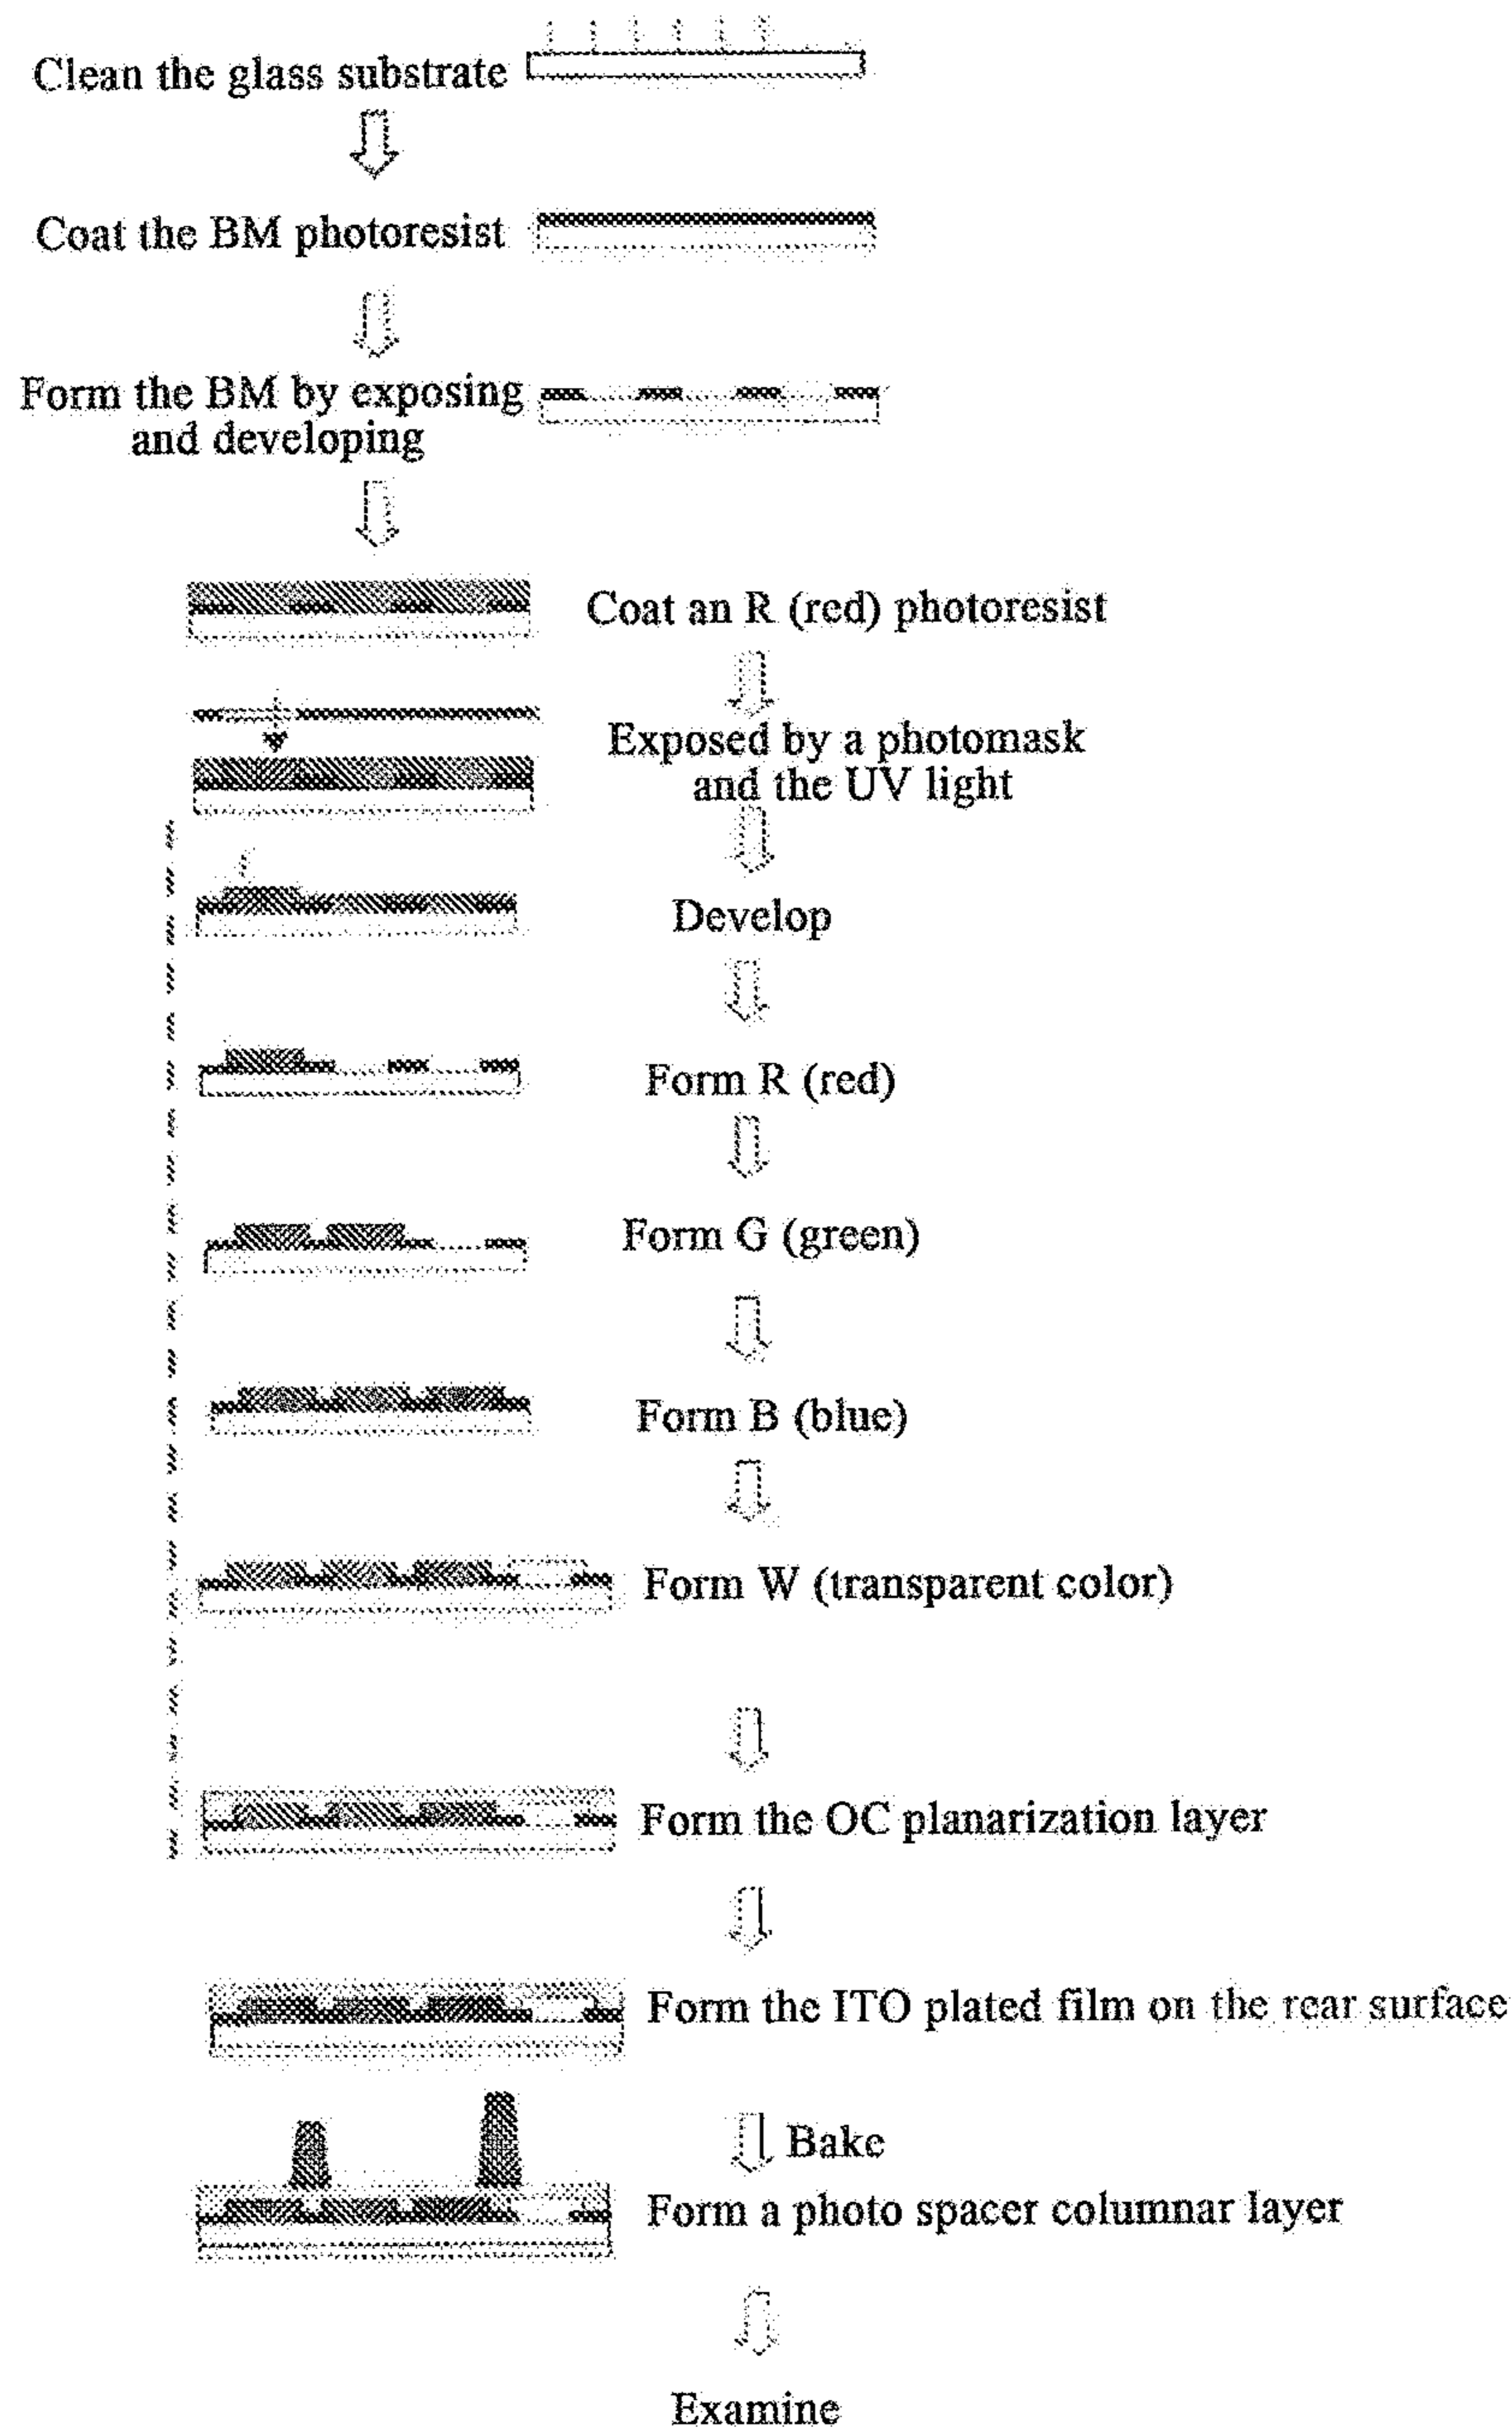 Clean the glass substrate
Coat the BM photoresist
Form the BM by exposing
and developing
Coat an R (red) photoresist
Exposed by a photomask
and the UV light
Develop
Form R (red)
Form G (green)
Form B (blue)
Form W (transparent color)
Form the OC planarization layer
Form the ITO plated film on the rear surface
Bake
Form a photo spacer columnar layer
Examine